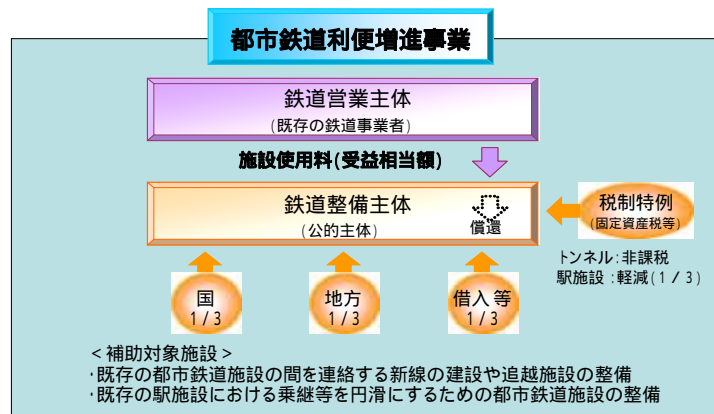 都市鉄道利便増進事業
鉄道営業主体
(既存の鉄道事業者)
施設使用料(受益相当額)
鉄道整備主体
(公的主体)
償還
税制特例
(固定資産税等)
トンネル:非課税
駅施設:軽減(1/3)
国
1/3
地方
1/3
借入等
1/3
<補助対象施設>
・既存の都市鉄道施設の間を連絡する新線の建設や追越施設の整備
・既存の駅施設における乗継等を円滑にするための都市鉄道施設の整備